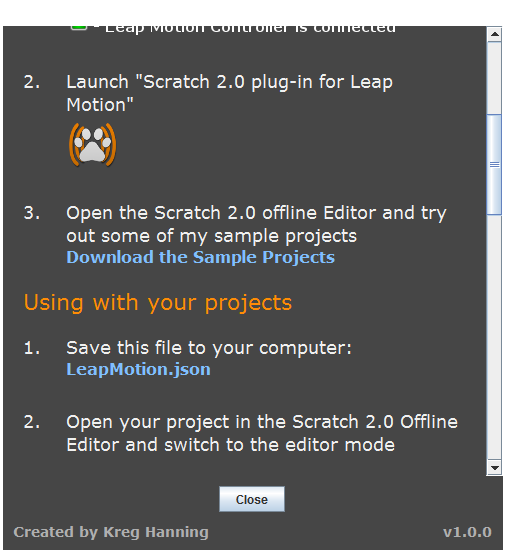 - Leap Motion Controller is connected
2. Launch "Scratch 2.0 plug-in for Leap
Motion"
3. Open the Scratch 2.0 offline Editor and try
out some of my sample projects
Download the Sample Projects
Using with your projects
1. Save this file to your computer:
LeapMotion.json
2. Open your project in the Scratch 2.0 Offline
Editor and switch to the editor mode
Close
Created by Kreg Hanning v1.0.0